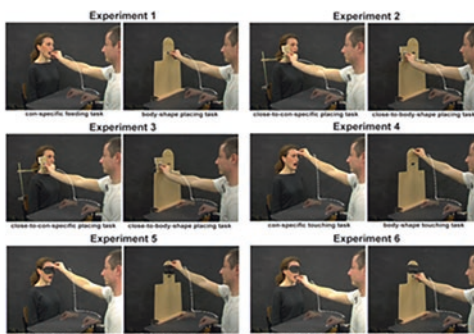 Experiment 1
Experiment 2
con-specific feeding task
body-shape placing task
close-to-con-specific placing task
close-to-body-shape placing task
Experiment 3
Experiment 4
close-to-con-specific placing task
close-to-body-shape placing task
con-specific touching task
body-shape touching task
Experiment 5
Experiment 6